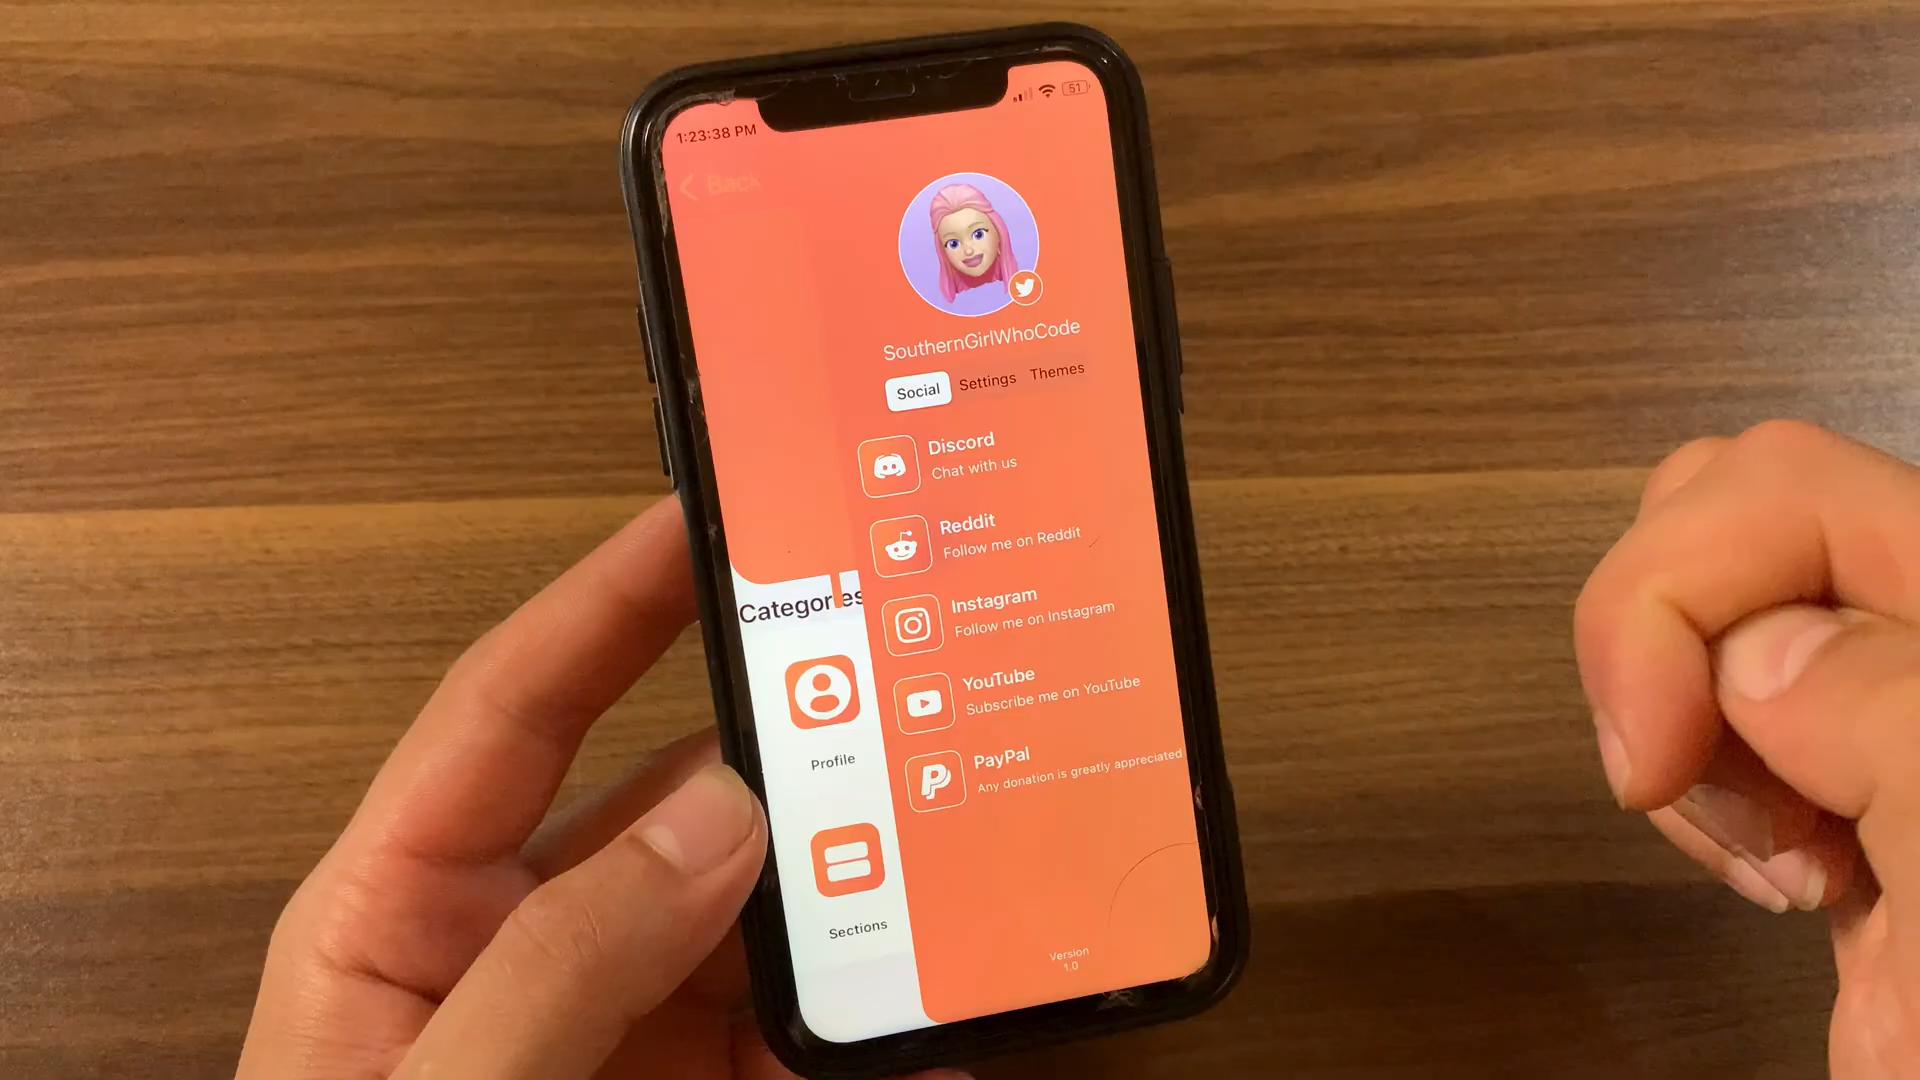 1:23:38 PM
51
Back
SouthernGirlWhoCode
Social
Settings
Themes
Discord
Chat with us
Reddit
Follow me on Reddit
Instagram
Follow me on Instagram
YouTube
Subscribe me on YouTube
PayPal
Any donation is greatly appreciated
Categories
Profile
Sections
Version
1.0